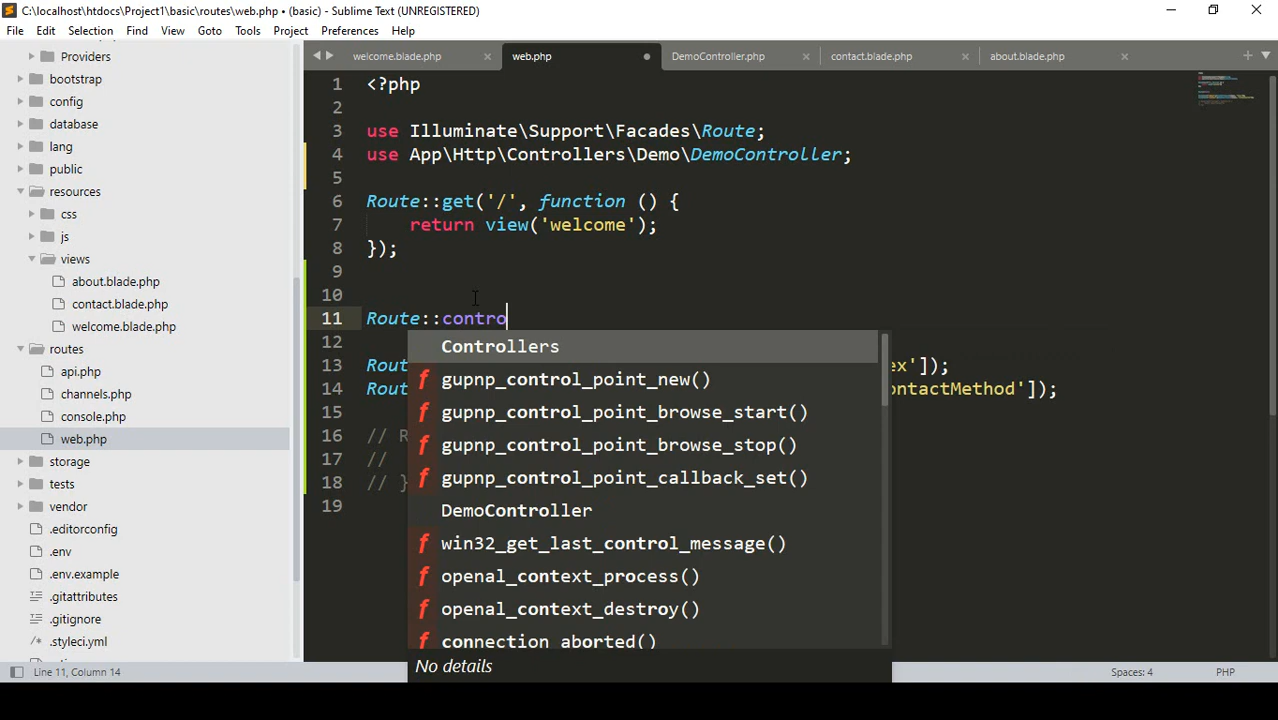 C:\localhost\htdocs\Project1\basic\routes\web.php • (basic) - Sublime Text (UNREGISTERED)
File Edit Selection Find View Goto Tools Project Preferences Help
Providers
bootstrap
config
database
lang
public
resources
css
js
views
about.blade.php
contact.blade.php
welcome.blade.php
routes
api.php
channels.php
console.php
web.php
storage
tests
vendor
.editorconfig
.env
.env.example
.gitattributes
.gitignore
.styleci.yml
welcome.blade.php web.php DemoController.php contact.blade.php about.blade.php
1 <?php
2
3 use Illuminate\Support\Facades\Route;
4 use App\Http\Controllers\Demo\DemoController;
5
6 Route::get('/', function () {
7 return view('welcome');
8 });
9
10
11 Route::contro
12
13 Rout ex']);
14 Rout ontactMethod']);
15
16 // R
17 //
18 // }
19
Controllers
f gupnp_control_point_new()
f gupnp_control_point_browse_start()
f gupnp_control_point_browse_stop()
f gupnp_control_point_callback_set()
DemoController
f win32_get_last_control_message()
f openal_context_process()
f openal_context_destroy()
f connection_aborted()
No details
Line 11, Column 14 Spaces: 4 PHP